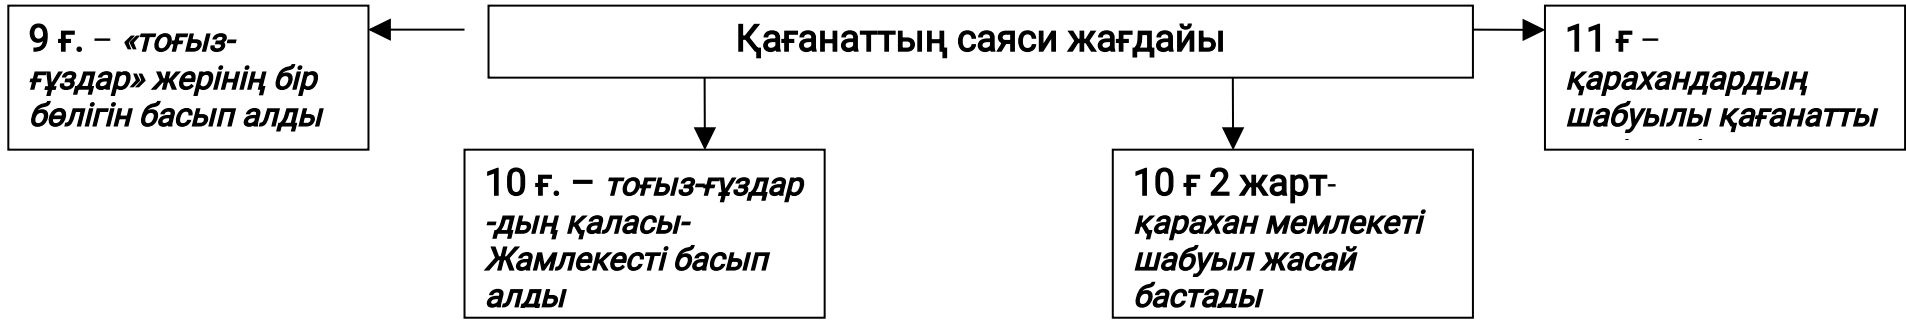 Қағанаттың саяси жағдайы
9 ғ. – «тоғыз-
ғұздар» жерінің бір
бөлігін басып алды
10 ғ. – тоғыз-ғұздар
-дың қаласы-
Жамлекесті басып
алды
10 ғ 2 жарт-
қарахан мемлекеті
шабуыл жасай
бастады
11 ғ –
қарахандардың
шабуылы қағанатты